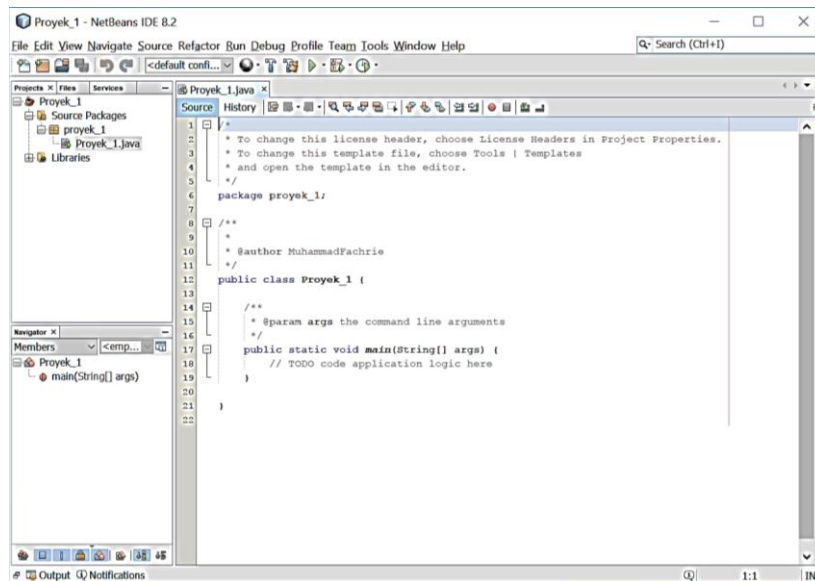 Proyek_1 - NetBeans IDE 8.2
File Edit View Navigate Source Refactor Run Debug Profile Team Tools Window Help
Search (Ctrl+I)
<default confi...
Projects Files Services
Proyek_1.java
Proyek_1
Source Packages
proyek_1
Proyek_1.java
Libraries
Source History
1 /*
2 * To change this license header, choose License Headers in Project Properties.
3 * To change this template file, choose Tools | Templates
4 * and open the template in the editor.
5 */
6 package proyek_1;
7
8 /**
9 *
10 * @author MuhammadFachrie
11 */
12 public class Proyek_1 {
13
14 /**
15 * @param args the command line arguments
16 */
17 public static void main(String[] args) {
18 // TODO code application logic here
19 }
20
21 }
22
Navigator
Members <emp...
Proyek_1
main(String[] args)
Output Notifications
1:1 IN